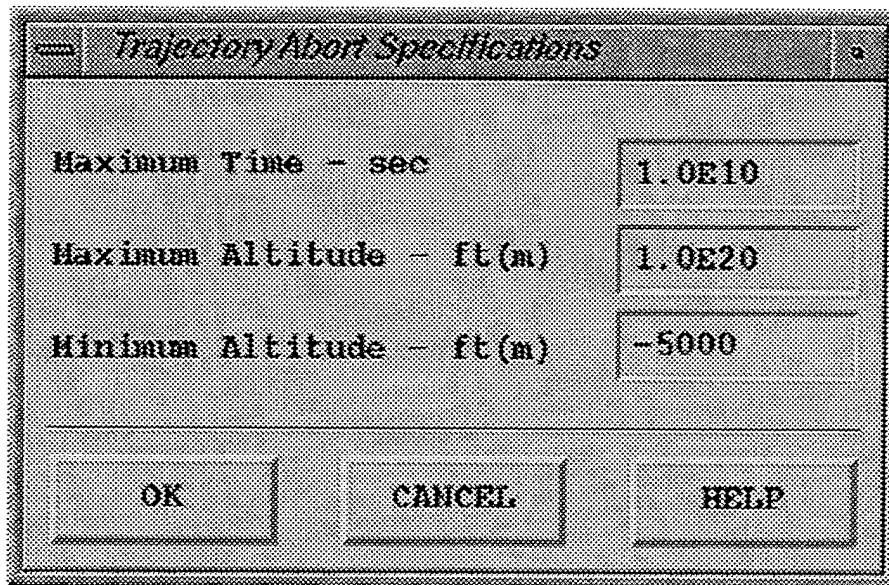 Trajectory Abort Specifications
Maximum Time - sec 1.0E10
Maximum Altitude - ft(m) 1.0E20
Minimum Altitude - ft(m) -5000
OK CANCEL HELP